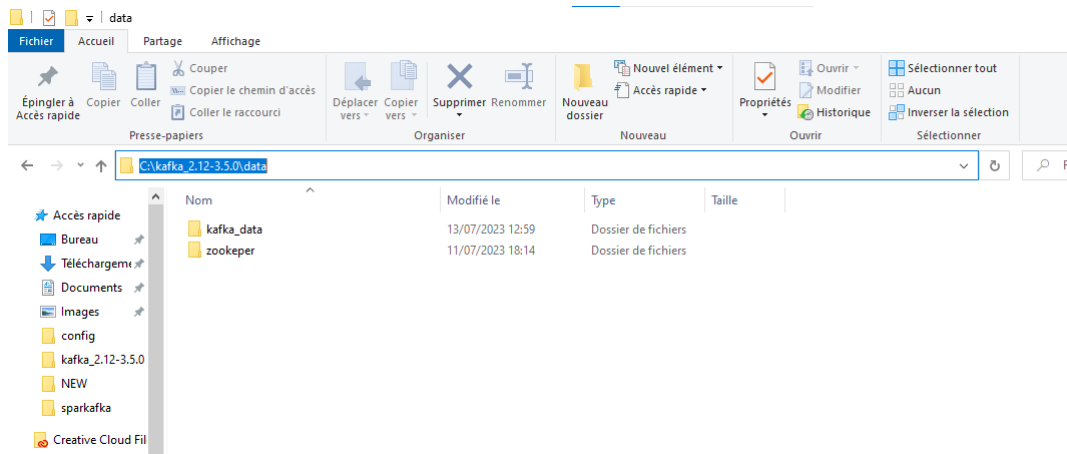 data
Fichier Accueil Partage Affichage
Épingler à
Accès rapide
Copier
Coller
Couper
Copier le chemin d'accès
Coller le raccourci
Presse-papiers
Déplacer
vers
Copier
vers
Supprimer
Renommer
Organiser
Nouveau
dossier
Nouvel élément
Accès rapide
Nouveau
Propriétés
Ouvrir
Modifier
Historique
Ouvrir
Sélectionner tout
Aucun
Inverser la sélection
Sélectionner
C:\kafka_2.12-3.5.0\data
Nom Modifié le Type Taille
kafka_data 13/07/2023 12:59 Dossier de fichiers
zookeper 11/07/2023 18:14 Dossier de fichiers
Accès rapide
Bureau
Téléchargeme
Documents
Images
config
kafka_2.12-3.5.0
NEW
sparkafka
Creative Cloud Fil